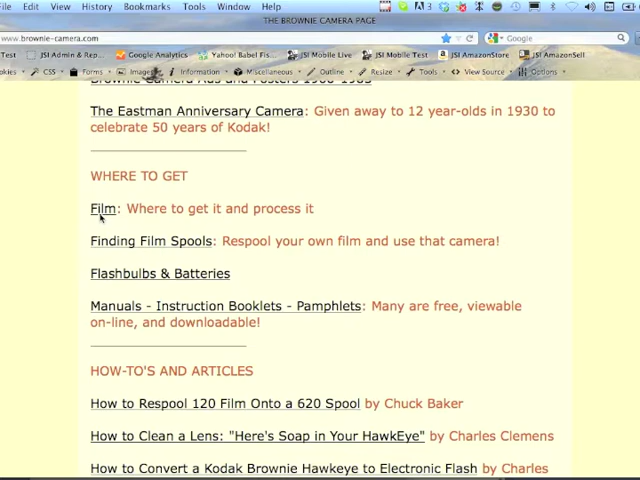 File Edit View History Tools Window Help
THE BROWNIE CAMERA PAGE
www.brownie-camera.com
Google
Test JSI Admin & Rep... Google Analytics Yahoo! Babel Fis... JSI Mobile Live JSI Mobile Test JSI AmazonStore JSI AmazonSell
CSS Forms Images Information Miscellaneous Outline Resize Tools View Source Options
The Eastman Anniversary Camera: Given away to 12 year-olds in 1930 to
celebrate 50 years of Kodak!
WHERE TO GET
Film: Where to get it and process it
Finding Film Spools: Respool your own film and use that camera!
Flashbulbs & Batteries
Manuals - Instruction Booklets - Pamphlets: Many are free, viewable
on-line, and downloadable!
HOW-TO'S AND ARTICLES
How to Respool 120 Film Onto a 620 Spool by Chuck Baker
How to Clean a Lens: "Here's Soap in Your HawkEye" by Charles Clemens
How to Convert a Kodak Brownie Hawkeye to Electronic Flash by Charles